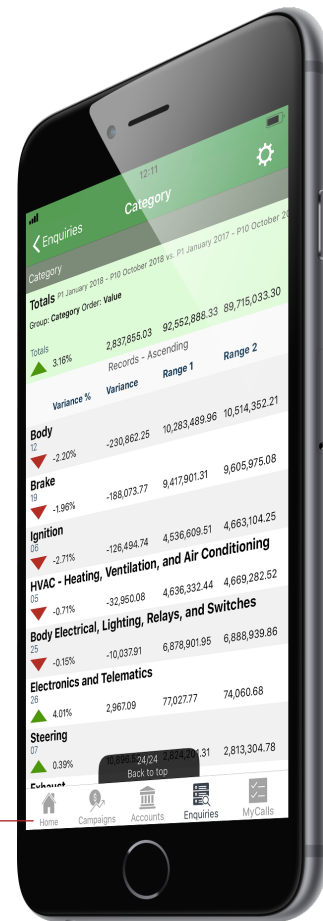 12:11
Enquiries
Category
Category
Totals P1 January 2018 - P10 October 2018 vs. P1 January 2017 - P10 October 20
Group: Category Order: Value
Totals
3.16% 2,837,855.03 92,552,888.33 89,715,033.30
Records - Ascending
Variance % Variance Range 1 Range 2
Body
12
-2.20% -230,862.25 10,283,489.96 10,514,352.21
Brake
19
-1.96% -188,073.77 9,417,901.31 9,605,975.08
Ignition
06
-2.71% -126,494.74 4,536,609.51 4,663,104.25
HVAC - Heating, Ventilation, and Air Conditioning
05
-0.71% -32,950.08 4,636,332.44 4,669,282.52
Body Electrical, Lighting, Relays, and Switches
25
-0.15% -10,037.91 6,878,901.95 6,888,939.86
Electronics and Telematics
26
4.01% 2,967.09 77,027.77 74,060.68
Steering
07
0.39% 2,813,304.78
24/24
Back to top
Exhaust
Home Campaigns Accounts Enquiries MyCalls